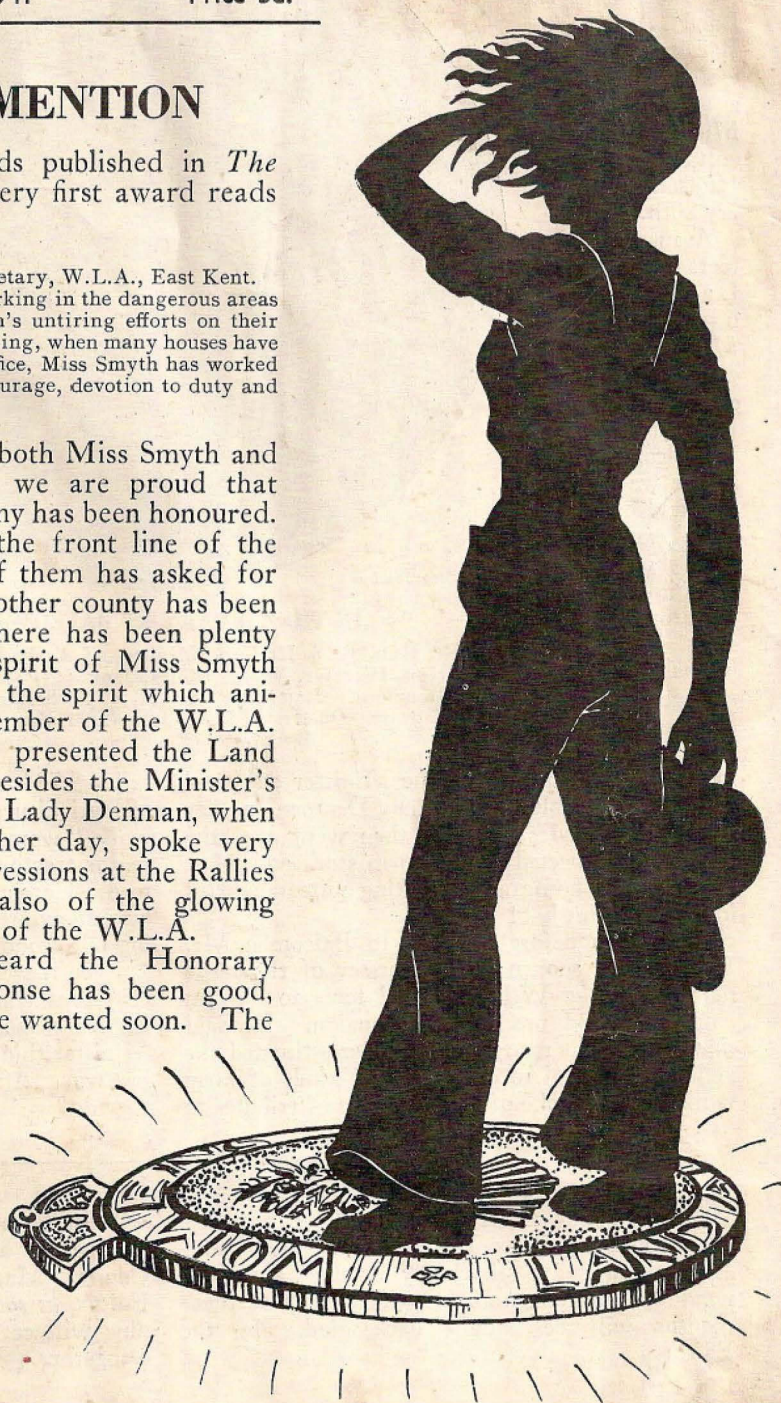 MENTION
ds published in The
ery first award reads
etary, W.L.A., East Kent.
rking in the dangerous areas
n's untiring efforts on their
ing, when many houses have
fice, Miss Smyth has worked
urage, devotion to duty and
both Miss Smyth and
we are proud that
ny has been honoured.
the front line of the
f them has asked for
other county has been
here has been plenty
spirit of Miss Smyth
the spirit which ani-
ember of the W.L.A.
presented the Land
esides the Minister's
Lady Denman, when
her day, spoke very
ressions at the Rallies
also of the glowing
of the W.L.A.
eard the Honorary
onse has been good,
e wanted soon. The
LAND